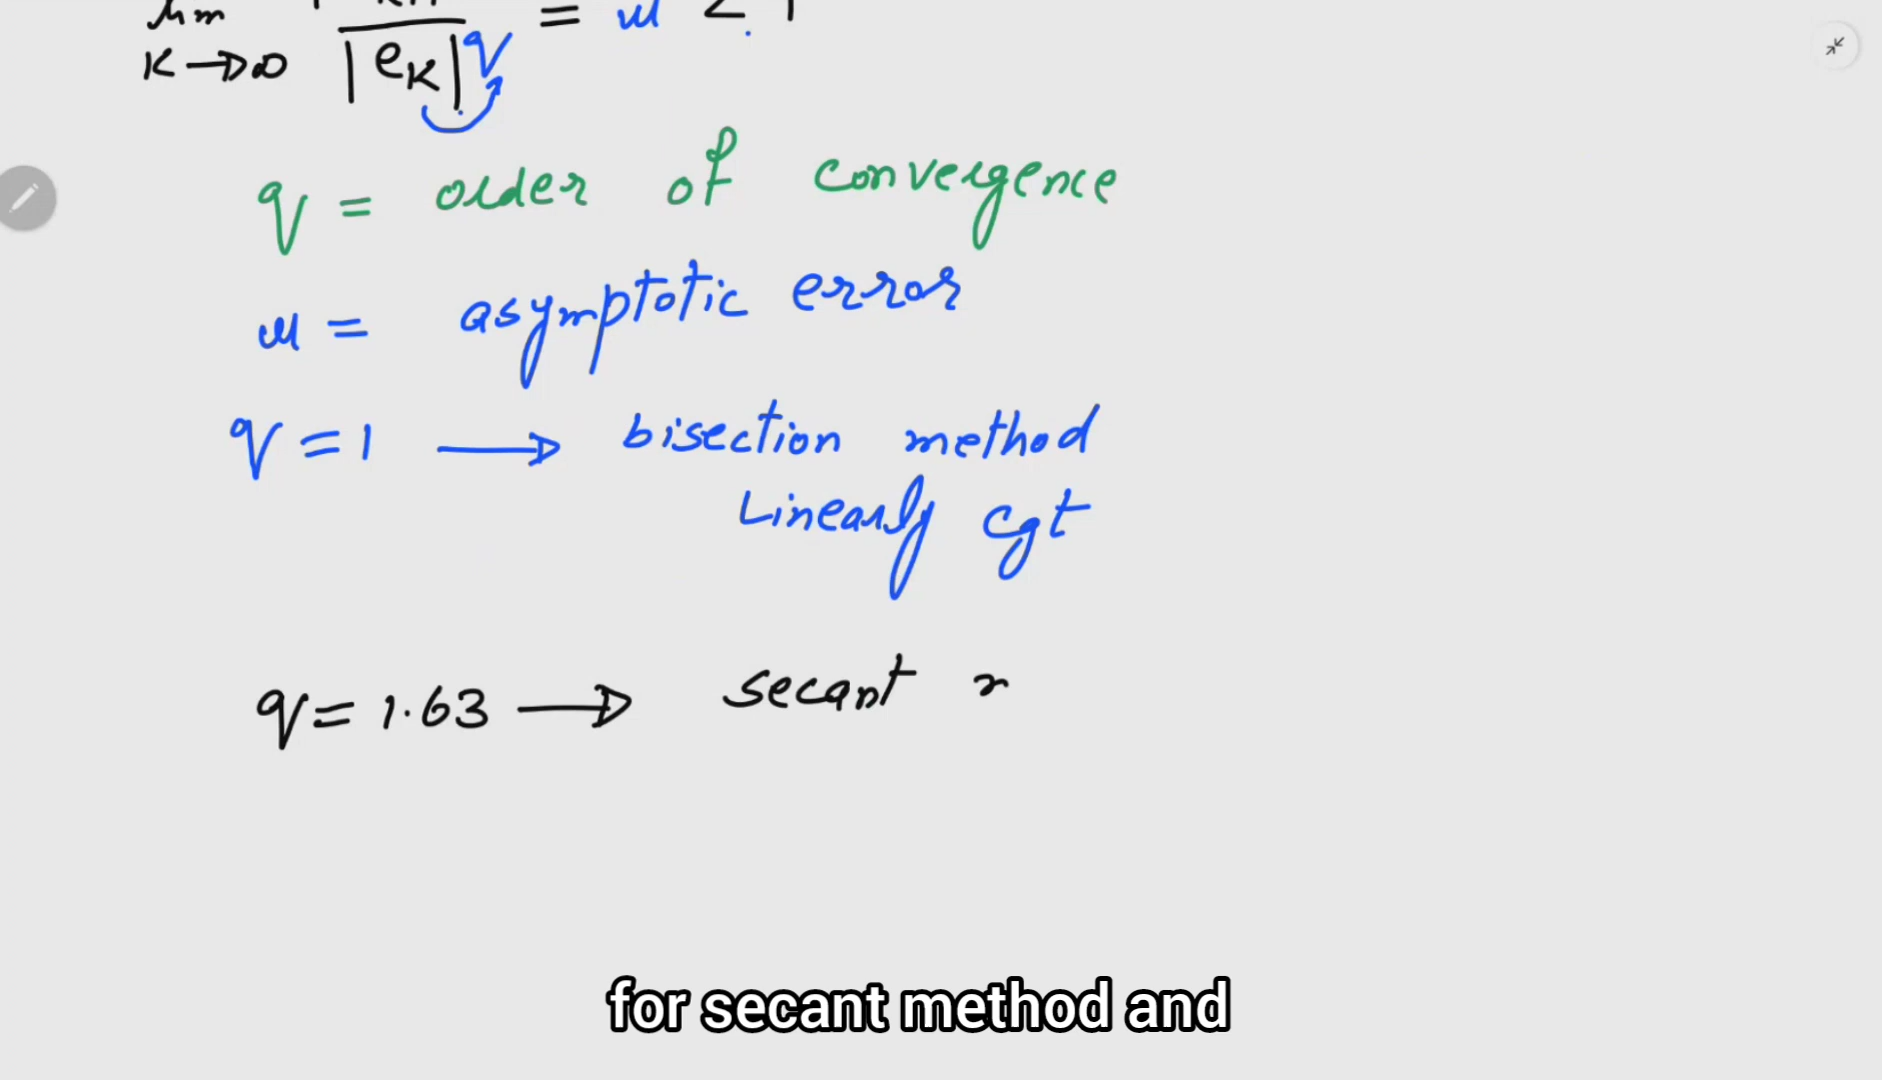 lim = μ < 1
K→∞ |eK|q
q = order of convergence
μ = asymptotic error
q = 1 → bisection method
Linearly cgt
q = 1.63 → secant
for secant method and